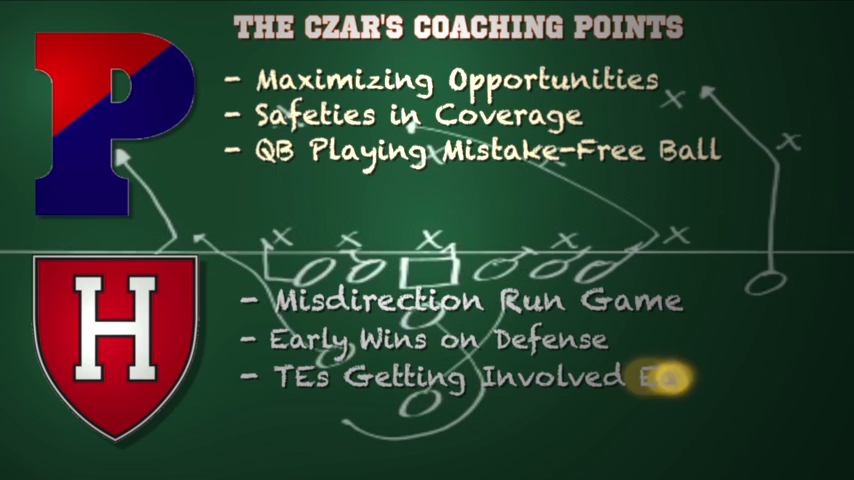 THE CZAR'S COACHING POINTS
P
- Maximizing Opportunities
- Safeties in Coverage
- QB Playing Mistake-Free Ball
H
- Misdirection Run Game
- Early Wins on Defense
- TEs Getting Involved